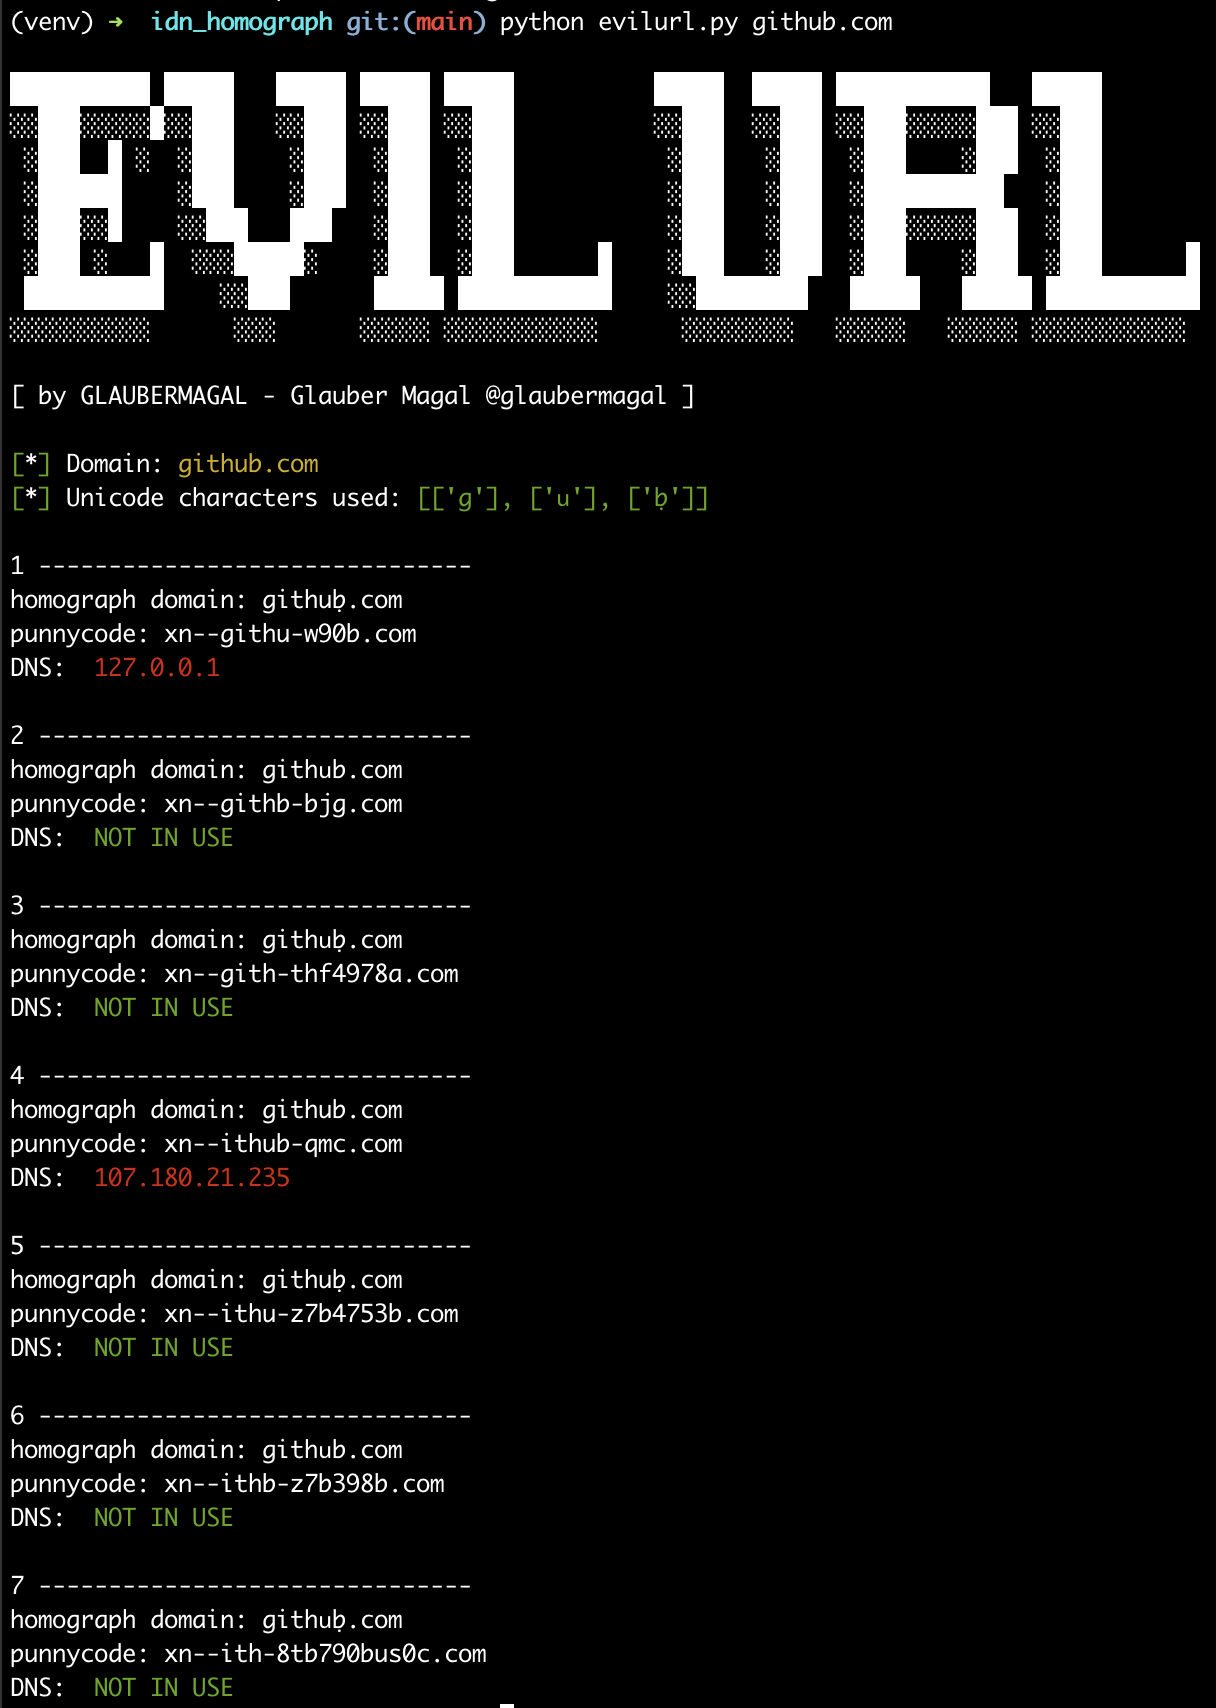 (venv) ➜ idn_homograph git:(main) python evilurl.py github.com
EVIL URL
[ by GLAUBERMAGAL - Glauber Magal @glaubermagal ]
[*] Domain: github.com
[*] Unicode characters used: [['ɡ'], ['υ'], ['ḅ']]
1 -------------------------------
homograph domain: githuḅ.com
punnycode: xn--githu-w90b.com
DNS: 127.0.0.1
2 -------------------------------
homograph domain: githυb.com
punnycode: xn--githb-bjg.com
DNS: NOT IN USE
3 -------------------------------
homograph domain: githυḅ.com
punnycode: xn--gith-thf4978a.com
DNS: NOT IN USE
4 -------------------------------
homograph domain: ɡithub.com
punnycode: xn--ithub-qmc.com
DNS: 107.180.21.235
5 -------------------------------
homograph domain: ɡithuḅ.com
punnycode: xn--ithu-z7b4753b.com
DNS: NOT IN USE
6 -------------------------------
homograph domain: ɡithυb.com
punnycode: xn--ithb-z7b398b.com
DNS: NOT IN USE
7 -------------------------------
homograph domain: ɡithυḅ.com
punnycode: xn--ith-8tb790bus0c.com
DNS: NOT IN USE